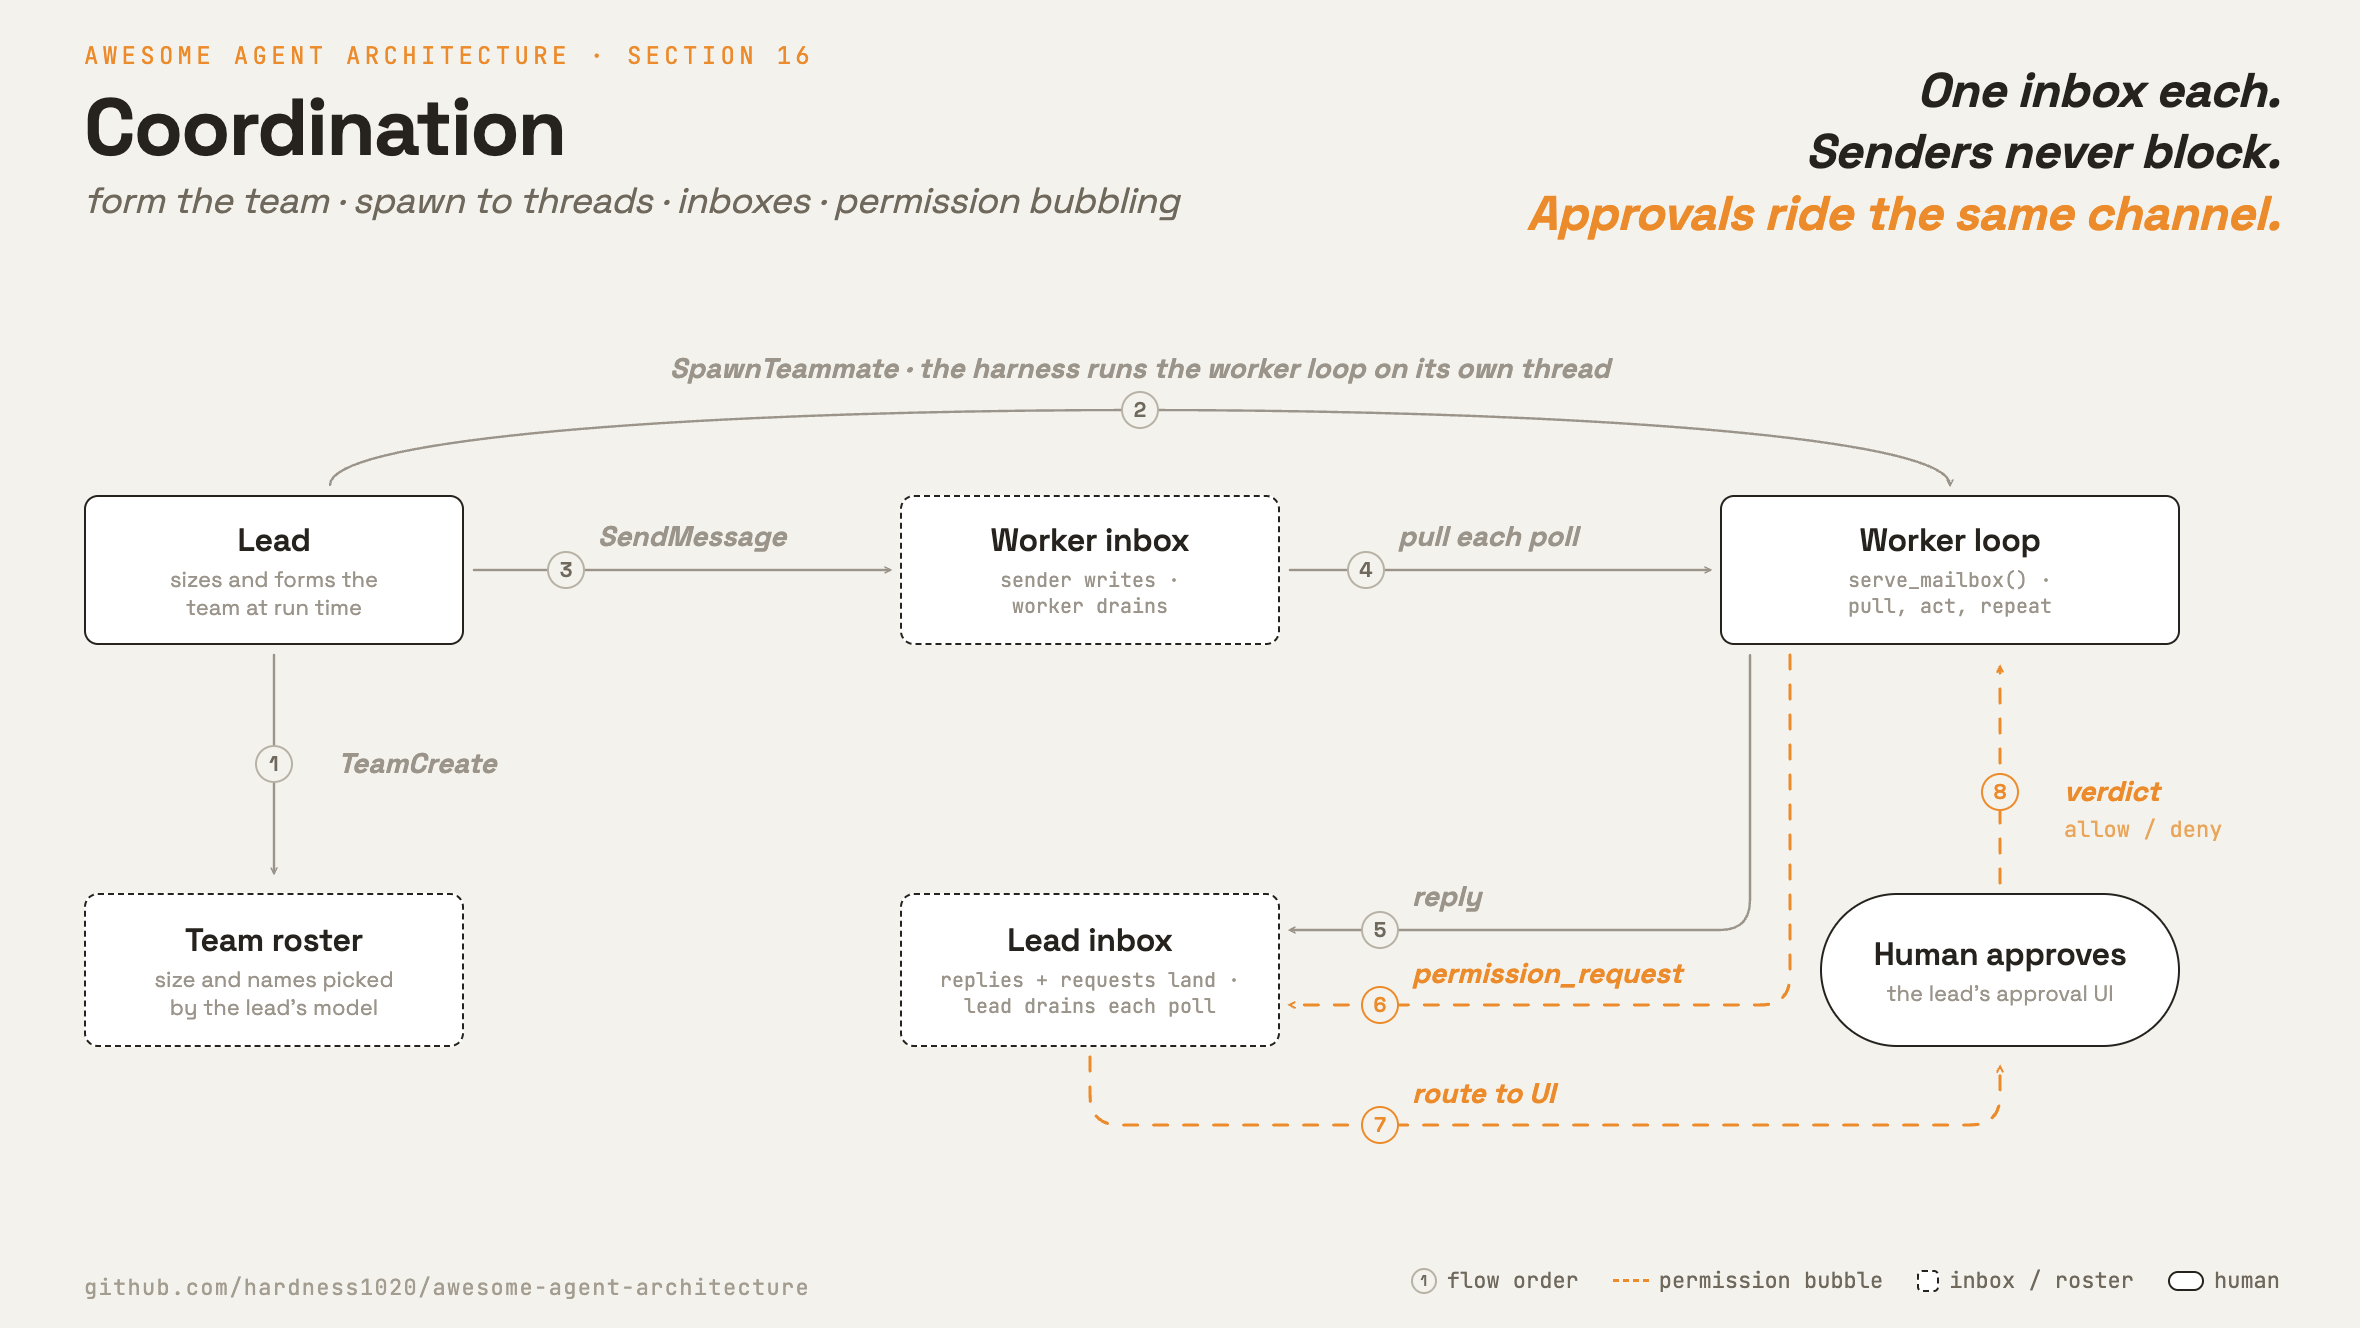 AWESOME AGENT ARCHITECTURE · SECTION 16
Coordination
form the team · spawn to threads · inboxes · permission bubbling
One inbox each.
Senders never block.
Approvals ride the same channel.
SpawnTeammate · the harness runs the worker loop on its own thread
2
Lead
sizes and forms the
team at run time
SendMessage
3
Worker inbox
sender writes ·
worker drains
pull each poll
4
Worker loop
serve_mailbox() ·
pull, act, repeat
1
TeamCreate
8
verdict
allow / deny
Team roster
size and names picked
by the lead's model
Lead inbox
replies + requests land ·
lead drains each poll
reply
5
permission_request
6
Human approves
the lead's approval UI
route to UI
7
github.com/hardness1020/awesome-agent-architecture
1 flow order
permission bubble
inbox / roster
human